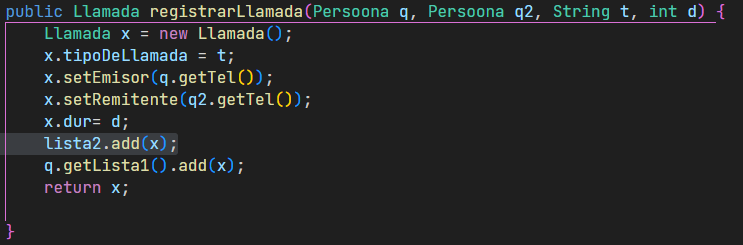 public Llamada registrarLlamada(Persoona q, Persoona q2, String t, int d) {
    Llamada x = new Llamada();
    x.tipoDeLlamada = t;
    x.setEmisor(q.getTel());
    x.setRemitente(q2.getTel());
    x.dur= d;
    lista2.add(x);
    q.getLista1().add(x);
    return x;
}